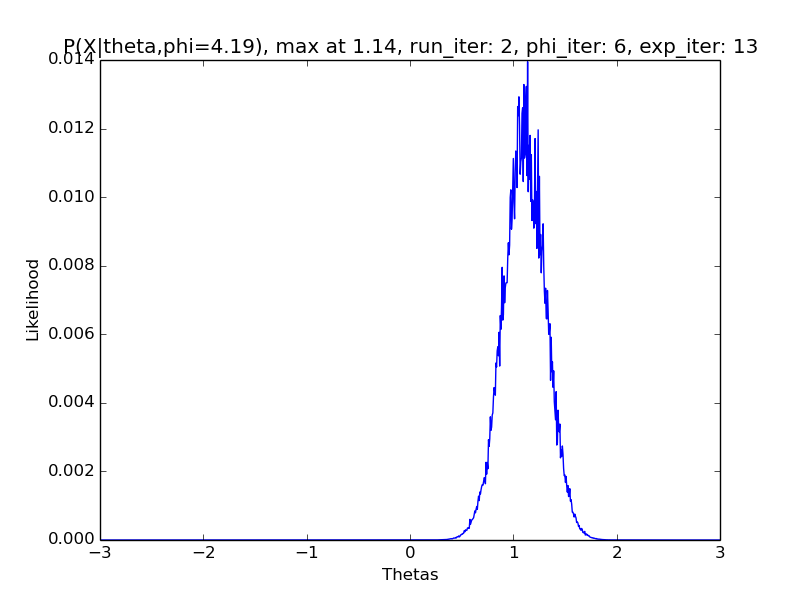 P(X|theta,phi=4.19), max at 1.14, run_iter: 2, phi_iter: 6, exp_iter: 13
0.014
0.012
0.010
0.008
0.006
0.004
0.002
0.000
Likelihood
−3 −2 −1 0 1 2 3
Thetas